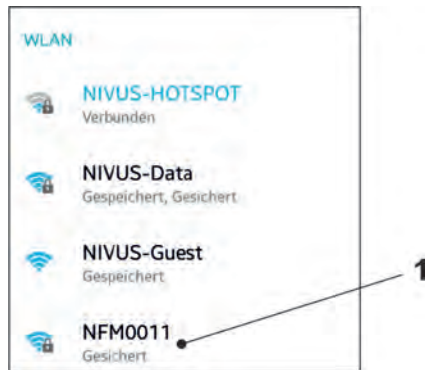 WLAN
NIVUS-HOTSPOT
Verbunden
NIVUS-Data
Gespeichert, Gesichert
NIVUS-Guest
Gespeichert
NFM0011
Gesichert
1